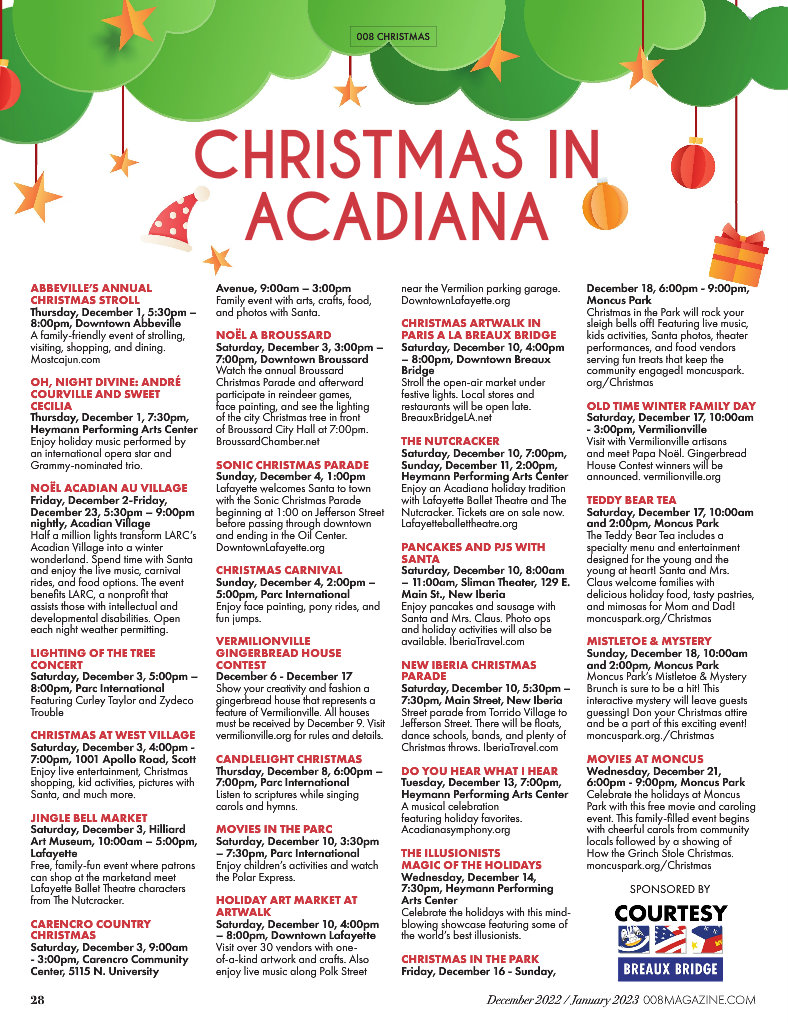 008 CHRISTMAS
CHRISTMAS IN
ACADIANA
ABBEVILLE'S ANNUAL
CHRISTMAS STROLL
Thursday, December 1, 5:30pm –
8:00pm, Downtown Abbeville
A family-friendly event of strolling,
visiting, shopping, and dining.
Mostcajun.com
OH, NIGHT DIVINE: ANDRÉ
COURVILLE AND SWEET
CECILIA
Thursday, December 1, 7:30pm,
Heymann Performing Arts Center
Enjoy holiday music performed by
an international opera star and
Grammy-nominated trio.
NOËL ACADIAN AU VILLAGE
Friday, December 2-Friday,
December 23, 5:30pm – 9:00pm
nightly, Acadian Village
Half a million lights transform LARC's
Acadian Village into a winter
wonderland. Spend time with Santa
and enjoy the live music, carnival
rides, and food options. The event
benefits LARC, a nonprofit that
assists those with intellectual and
developmental disabilities. Open
each night weather permitting.
LIGHTING OF THE TREE
CONCERT
Saturday, December 3, 5:00pm –
8:00pm, Parc International
Featuring Curley Taylor and Zydeco
Trouble
CHRISTMAS AT WEST VILLAGE
Saturday, December 3, 4:00pm -
7:00pm, 1001 Apollo Road, Scott
Enjoy live entertainment, Christmas
shopping, kid activities, pictures with
Santa, and much more.
JINGLE BELL MARKET
Saturday, December 3, Hilliard
Art Museum, 10:00am – 5:00pm,
Lafayette
Free, family-fun event where patrons
can shop at the marketand meet
Lafayette Ballet Theatre characters
from The Nutcracker.
CARENCRO COUNTRY
CHRISTMAS
Saturday, December 3, 9:00am
- 3:00pm, Carencro Community
Center, 5115 N. University
Avenue, 9:00am – 3:00pm
Family event with arts, crafts, food,
and photos with Santa.
NOËL A BROUSSARD
Saturday, December 3, 3:00pm –
7:00pm, Downtown Broussard
Watch the annual Broussard
Christmas Parade and afterward
participate in reindeer games,
face painting, and see the lighting
of the city Christmas tree in front
of Broussard City Hall at 7:00pm.
BroussardChamber.net
SONIC CHRISTMAS PARADE
Sunday, December 4, 1:00pm
Lafayette welcomes Santa to town
with the Sonic Christmas Parade
beginning at 1:00 on Jefferson Street
before passing through downtown
and ending in the Oil Center.
DowntownLafayette.org
CHRISTMAS CARNIVAL
Sunday, December 4, 2:00pm –
5:00pm, Parc International
Enjoy face painting, pony rides, and
fun jumps.
VERMILIONVILLE
GINGERBREAD HOUSE
CONTEST
December 6 - December 17
Show your creativity and fashion a
gingerbread house that represents a
feature of Vermilionville. All houses
must be received by December 9. Visit
vermilionville.org for rules and details.
CANDLELIGHT CHRISTMAS
Thursday, December 8, 6:00pm –
7:00pm, Parc International
Listen to scriptures while singing
carols and hymns.
MOVIES IN THE PARC
Saturday, December 10, 3:30pm
– 7:30pm, Parc International
Enjoy children's activities and watch
the Polar Express.
HOLIDAY ART MARKET AT
ARTWALK
Saturday, December 10, 4:00pm
– 8:00pm, Downtown Lafayette
Visit over 30 vendors with one-
of-a-kind artwork and crafts. Also
enjoy live music along Polk Street
near the Vermilion parking garage.
DowntownLafayette.org
CHRISTMAS ARTWALK IN
PARIS A LA BREAUX BRIDGE
Saturday, December 10, 4:00pm
– 8:00pm, Downtown Breaux
Bridge
Stroll the open-air market under
festive lights. Local stores and
restaurants will be open late.
BreauxBridgeLA.net
THE NUTCRACKER
Saturday, December 10, 7:00pm,
Sunday, December 11, 2:00pm,
Heymann Performing Arts Center
Enjoy an Acadiana holiday tradition
with Lafayette Ballet Theatre and The
Nutcracker. Tickets are on sale now.
Lafayetteballettheatre.org
PANCAKES AND PJS WITH
SANTA
Saturday, December 10, 8:00am
– 11:00am, Sliman Theater, 129 E.
Main St., New Iberia
Enjoy pancakes and sausage with
Santa and Mrs. Claus. Photo ops
and holiday activities will also be
available. IberiaTravel.com
NEW IBERIA CHRISTMAS
PARADE
Saturday, December 10, 5:30pm –
7:30pm, Main Street, New Iberia
Street parade from Torrido Village to
Jefferson Street. There will be floats,
dance schools, bands, and plenty of
Christmas throws. IberiaTravel.com
DO YOU HEAR WHAT I HEAR
Tuesday, December 13, 7:00pm,
Heymann Performing Arts Center
A musical celebration
featuring holiday favorites.
Acadianasymphony.org
THE ILLUSIONISTS
MAGIC OF THE HOLIDAYS
Wednesday, December 14,
7:30pm, Heymann Performing
Arts Center
Celebrate the holidays with this mind-
blowing showcase featuring some of
the world's best illusionists.
CHRISTMAS IN THE PARK
Friday, December 16 - Sunday,
December 18, 6:00pm - 9:00pm,
Moncus Park
Christmas in the Park will rock your
sleigh bells off! Featuring live music,
kids activities, Santa photos, theater
performances, and food vendors
serving fun treats that keep the
community engaged! moncuspark.
org/Christmas
OLD TIME WINTER FAMILY DAY
Saturday, December 17, 10:00am
- 3:00pm, Vermilionville
Visit with Vermilionville artisans
and meet Papa Noël. Gingerbread
House Contest winners will be
announced. vermilionville.org
TEDDY BEAR TEA
Saturday, December 17, 10:00am
and 2:00pm, Moncus Park
The Teddy Bear Tea includes a
specialty menu and entertainment
designed for the young and the
young at heart! Santa and Mrs.
Claus welcome families with
delicious holiday food, tasty pastries,
and mimosas for Mom and Dad!
moncuspark.org/Christmas
MISTLETOE & MYSTERY
Sunday, December 18, 10:00am
and 2:00pm, Moncus Park
Moncus Park's Mistletoe & Mystery
Brunch is sure to be a hit! This
interactive mystery will leave guests
guessing! Don your Christmas attire
and be a part of this exciting event!
moncuspark.org./Christmas
MOVIES AT MONCUS
Wednesday, December 21,
6:00pm - 9:00pm, Moncus Park
Celebrate the holidays at Moncus
Park with this free movie and caroling
event. This family-filled event begins
with cheerful carols from community
locals followed by a showing of
How the Grinch Stole Christmas.
moncuspark.org/Christmas
SPONSORED BY
COURTESY
BREAUX BRIDGE
28
December 2022 / January 2023 008MAGAZINE.COM